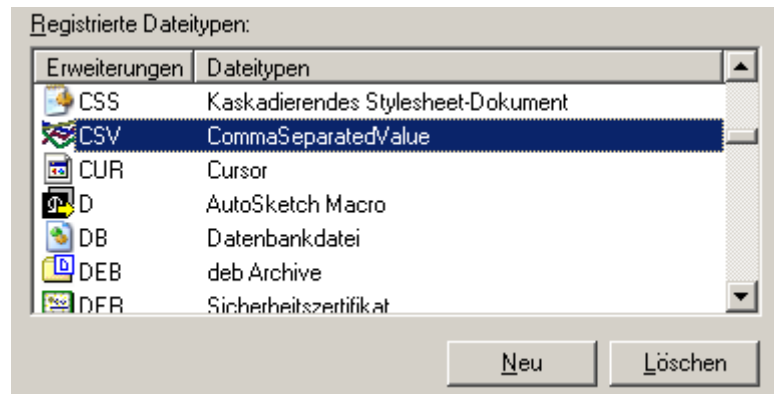 Registrierte Dateitypen:
Erweiterungen Dateitypen
CSS Kaskadierendes Stylesheet-Dokument
CSV CommaSeparatedValue
CUR Cursor
D AutoSketch Macro
DB Datenbankdatei
DEB deb Archive
DER Sicherheitszertifikat
Neu Löschen